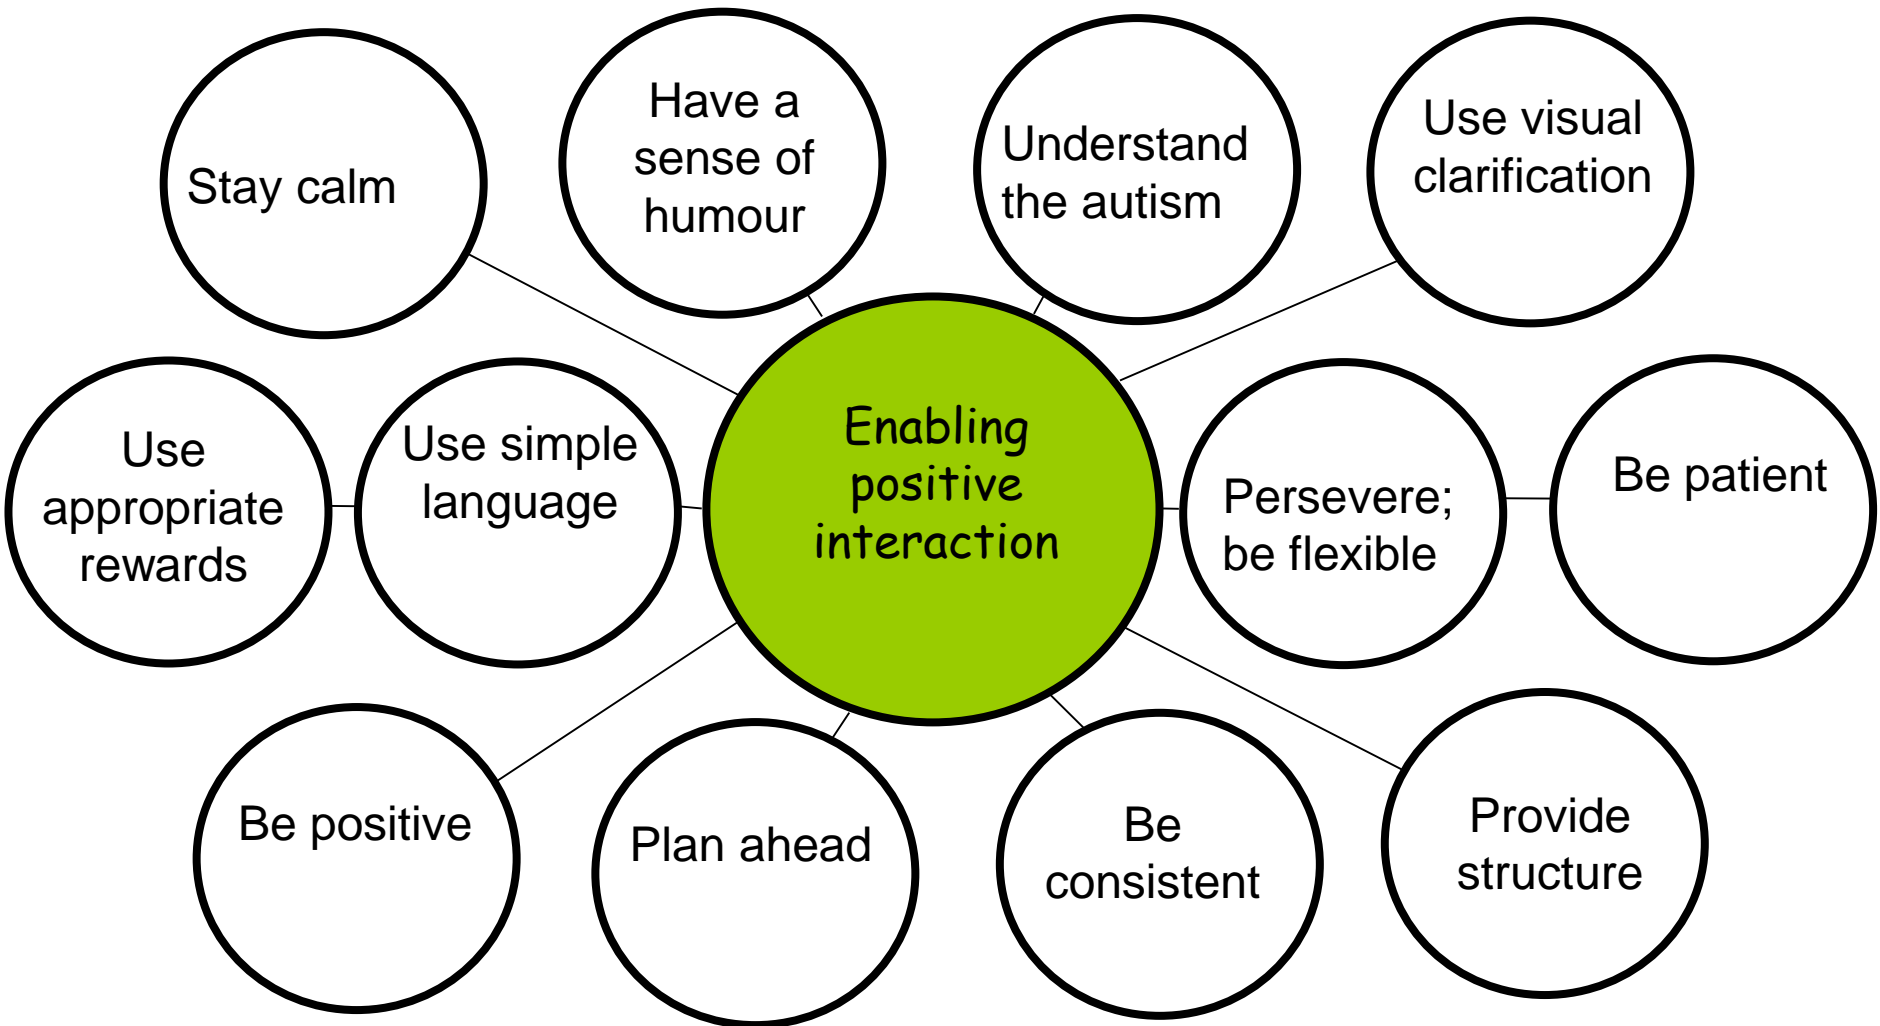 Stay calm
Have a
sense of
humour
Understand
the autism
Use visual
clarification
Use
appropriate
rewards
Use simple
language
Enabling
positive
interaction
Persevere;
be flexible
Be patient
Be positive
Plan ahead
Be
consistent
Provide
structure